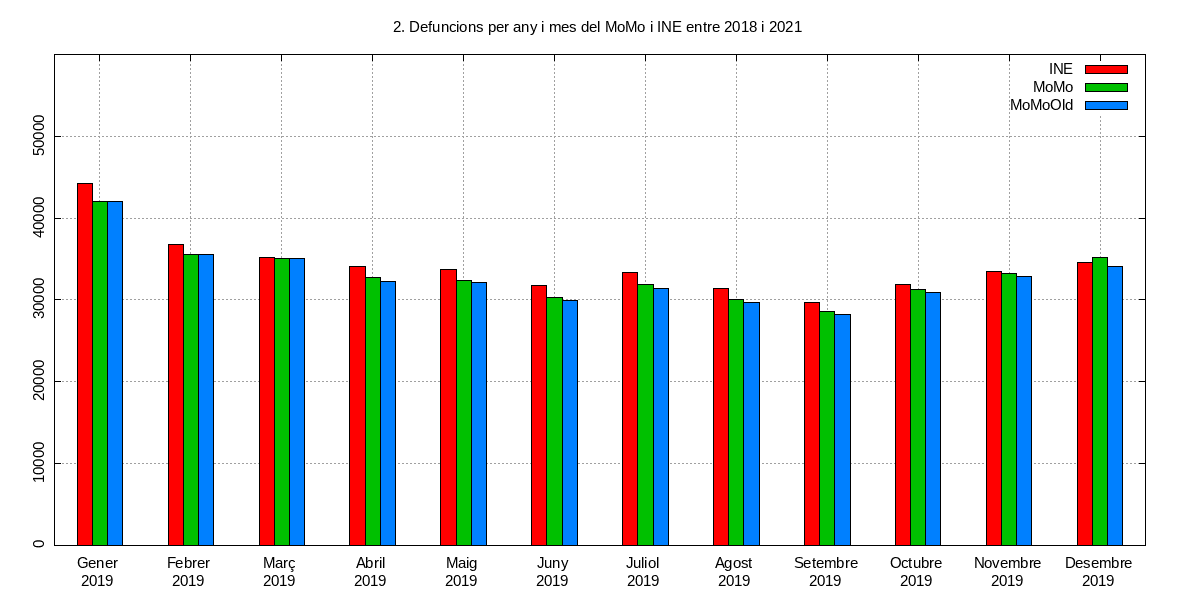 2. Defuncions per any i mes del MoMo i INE entre 2018 i 2021
INE
MoMo
MoMoOld
50000
40000
30000
20000
10000
0
Gener Febrer Març Abril Maig Juny Juliol Agost Setembre Octubre Novembre Desembre
2019 2019 2019 2019 2019 2019 2019 2019 2019 2019 2019 2019